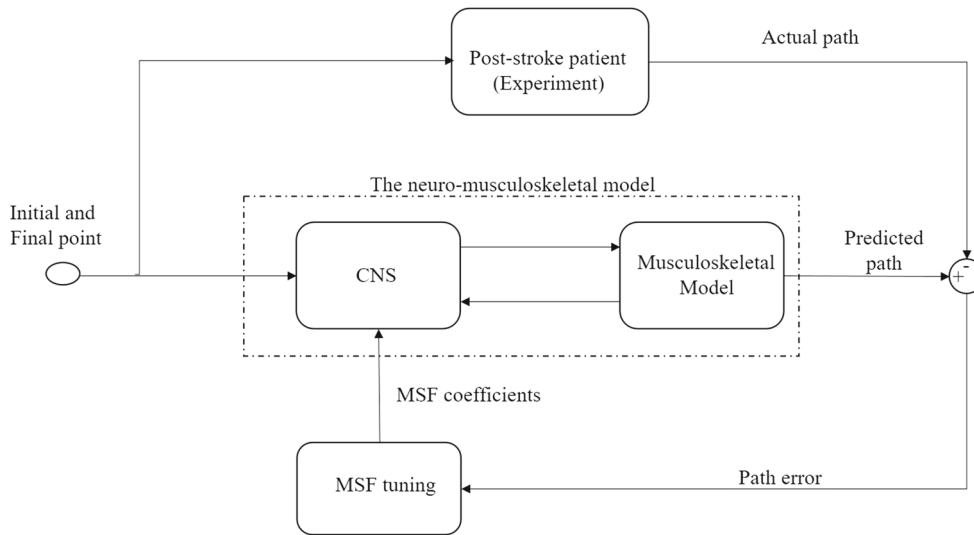 Post-stroke patient
(Experiment)
Actual path
The neuro-musculoskeletal model
Initial and
Final point
CNS
Musculoskeletal
Model
Predicted
path
+
-
MSF coefficients
MSF tuning
Path error